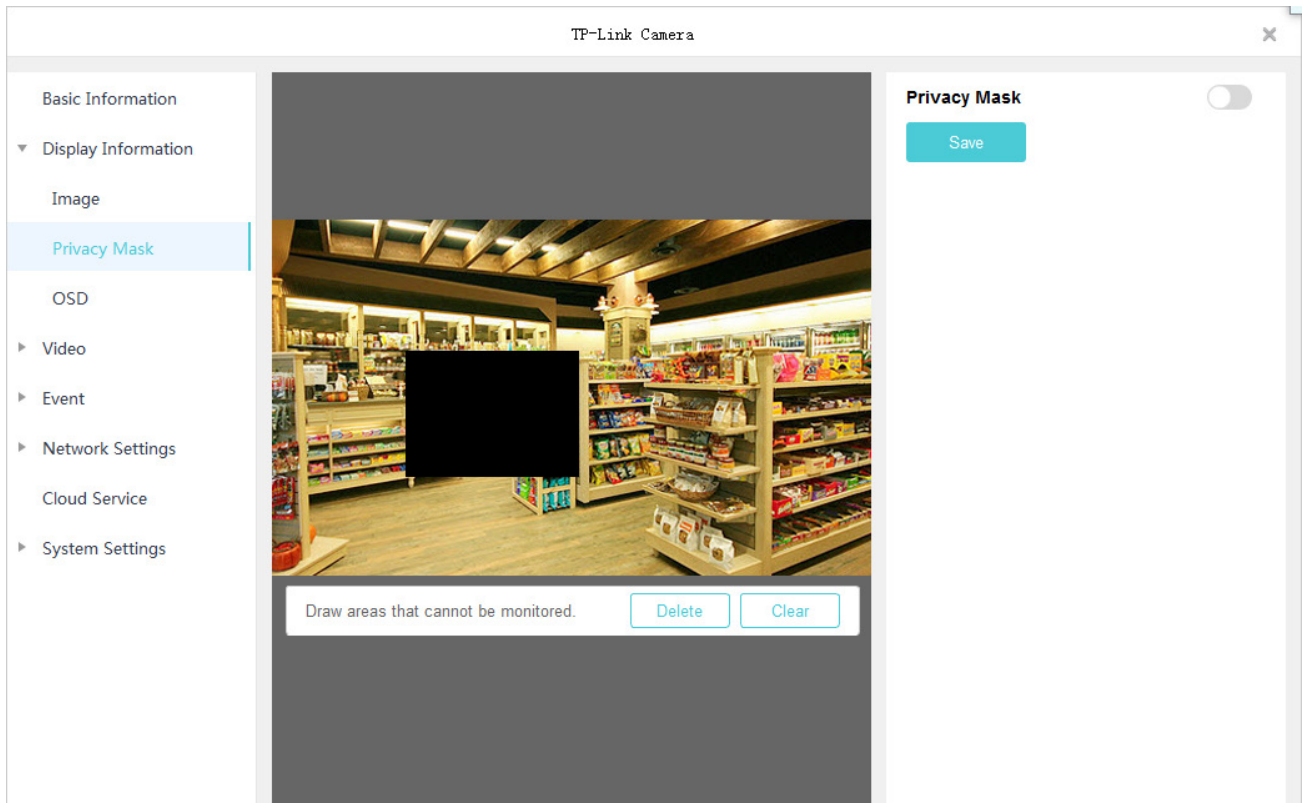 TP-Link Camera
Basic Information
Display Information
Image
Privacy Mask
OSD
Video
Event
Network Settings
Cloud Service
System Settings
Draw areas that cannot be monitored.
Delete
Clear
Privacy Mask
Save